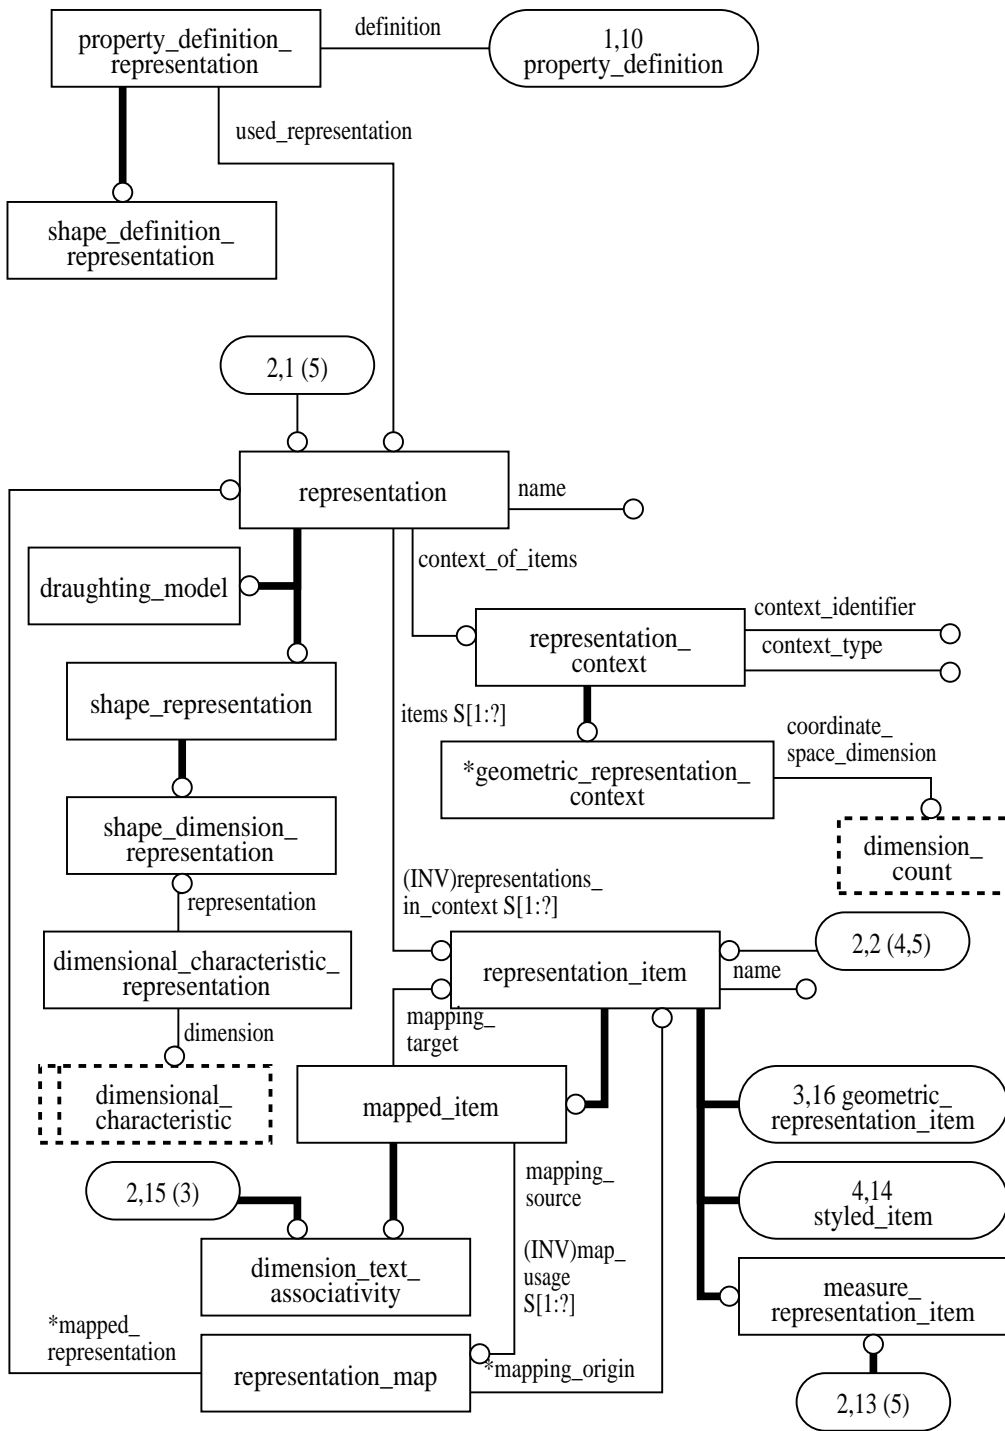 property_definition_
representation
definition
1,10
property_definition
used_representation
shape_definition_
representation
2,1 (5)
representation
name
context_of_items
draughting_model
context_identifier
representation_
context
context_type
shape_representation
items S[1:?]
coordinate_
space_dimension
*geometric_representation_
context
shape_dimension_
representation
dimension_
count
representation
(INV)representations_
in_context S[1:?]
2,2 (4,5)
dimensional_characteristic_
representation
representation_item
name
dimension
mapping_
target
dimensional_
characteristic
mapped_item
3,16 geometric_
representation_item
2,15 (3)
mapping_
source
4,14
styled_item
dimension_text_
associativity
(INV)map_
usage
S[1:?]
measure_
representation_item
*mapped_
representation
representation_map
*mapping_origin
2,13 (5)